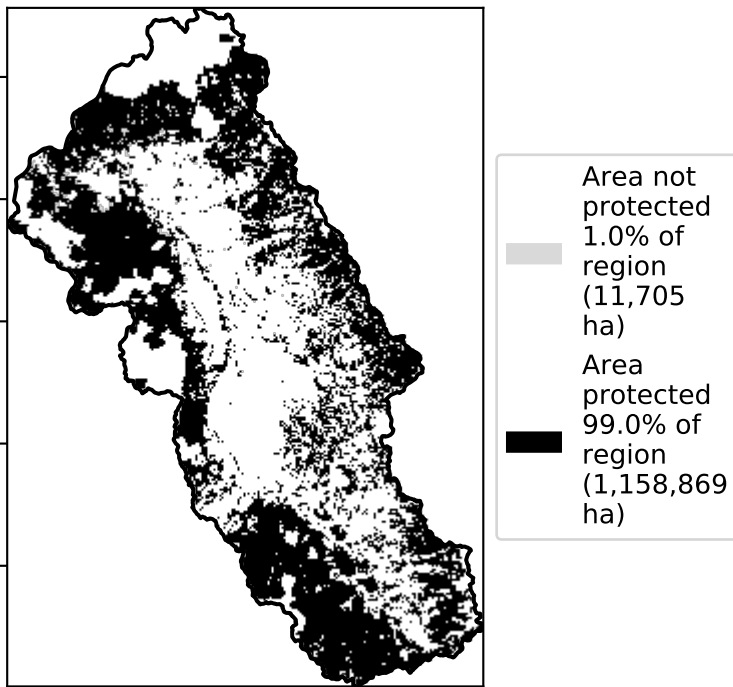 Area not
protected
1.0% of
region
(11,705
ha)
Area
protected
99.0% of
region
(1,158,869
ha)